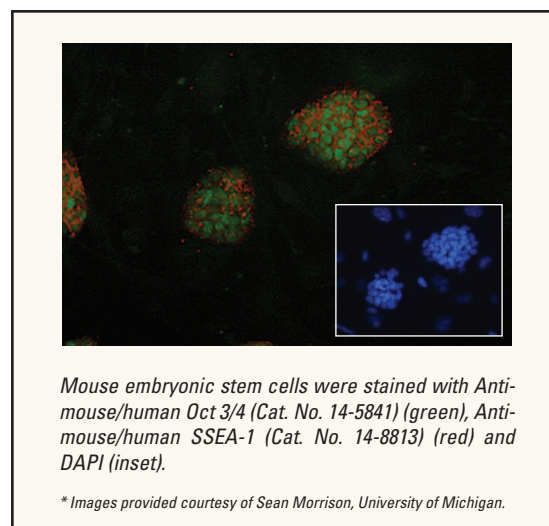 Mouse embryonic stem cells were stained with Anti-
mouse/human Oct 3/4 (Cat. No. 14-5841) (green), Anti-
mouse/human SSEA-1 (Cat. No. 14-8813) (red) and
DAPI (inset).
* Images provided courtesy of Sean Morrison, University of Michigan.